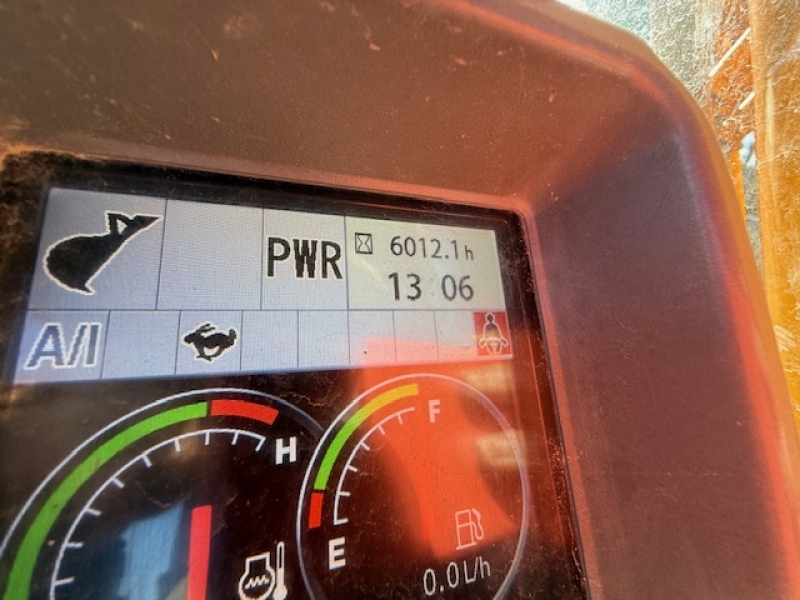 PWR
6012.1h
13 06
A/I
H
F
E
0.0L/h